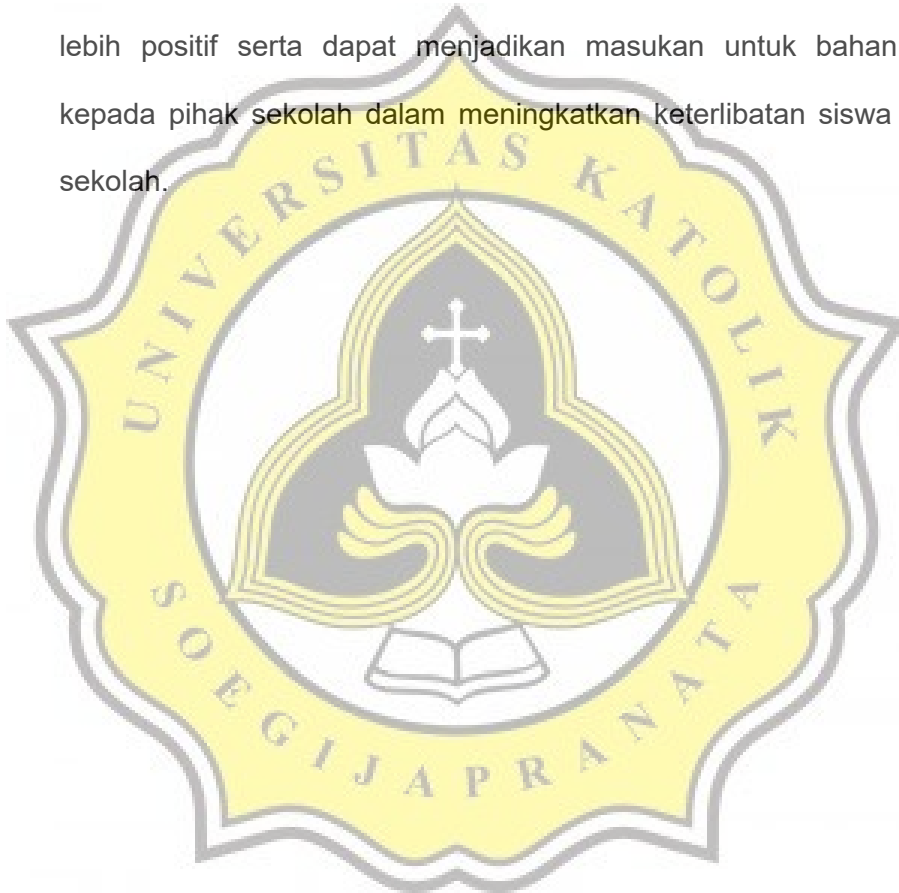 lebih positif serta dapat menjadikan masukan untuk bahan
kepada pihak sekolah dalam meningkatkan keterlibatan siswa
sekolah.
UNIVERSITAS KATOLIK
SOEGIJAPRANATA